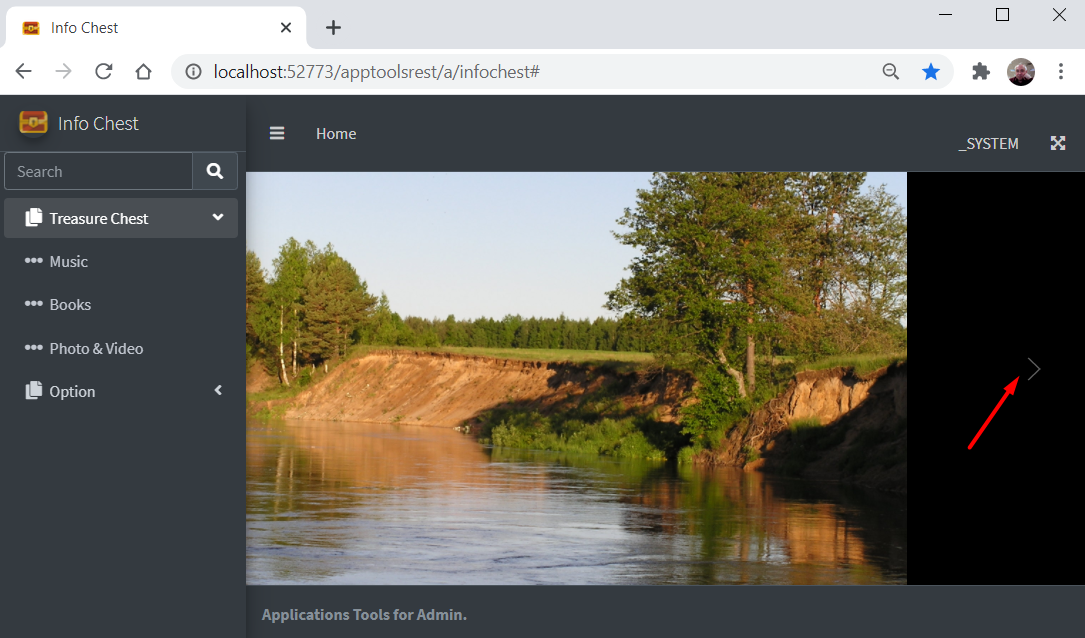 Info Chest
localhost:52773/apptoolsrest/a/infochest#
Info Chest
Home
_SYSTEM
Search
Treasure Chest
Music
Books
Photo & Video
Option
Applications Tools for Admin.